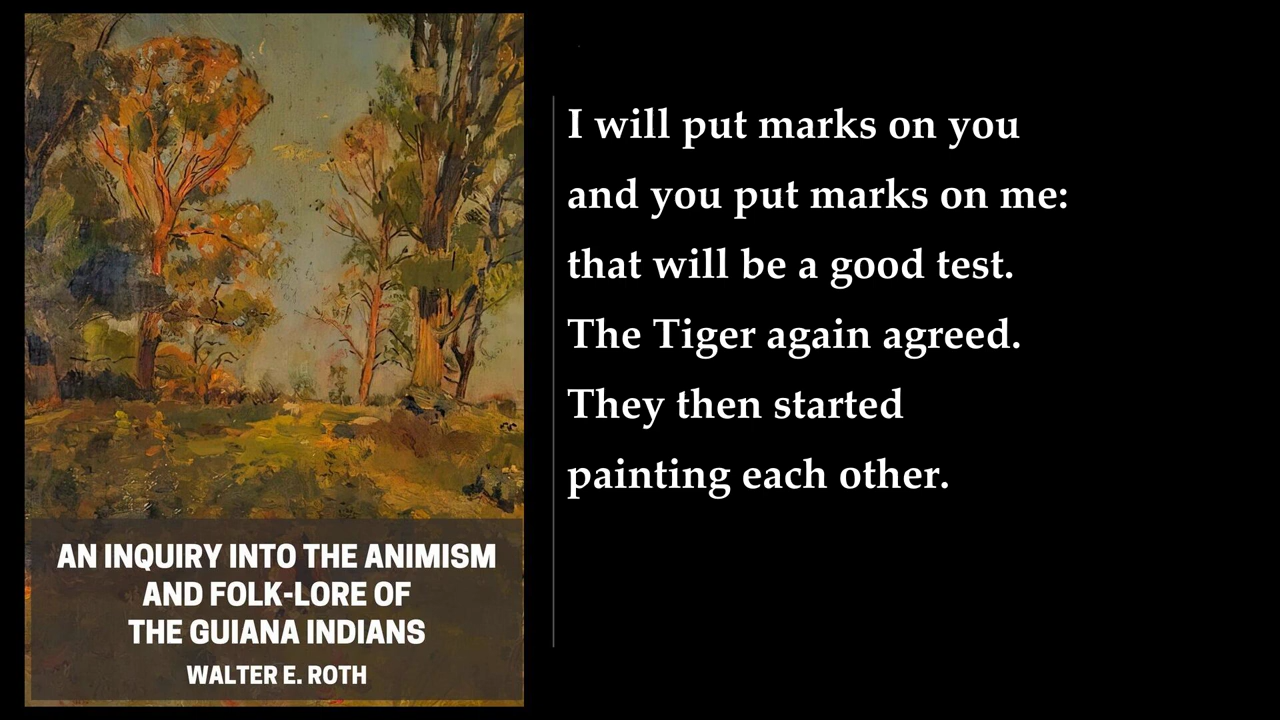 I will put marks on you
and you put marks on me:
that will be a good test.
The Tiger again agreed.
They then started
painting each other.
AN INQUIRY INTO THE ANIMISM
AND FOLK-LORE OF
THE GUIANA INDIANS
WALTER E. ROTH